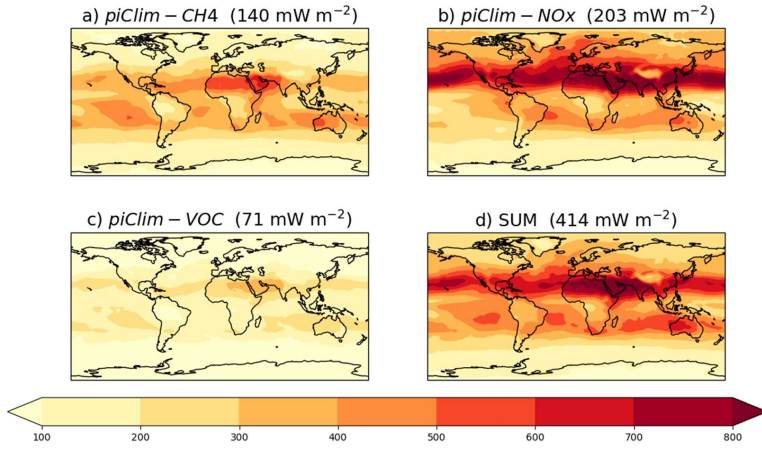 a) piClim−CH4 (140 mW m⁻²)
b) piClim−NOx (203 mW m⁻²)
c) piClim−VOC (71 mW m⁻²)
d) SUM (414 mW m⁻²)
100 200 300 400 500 600 700 800